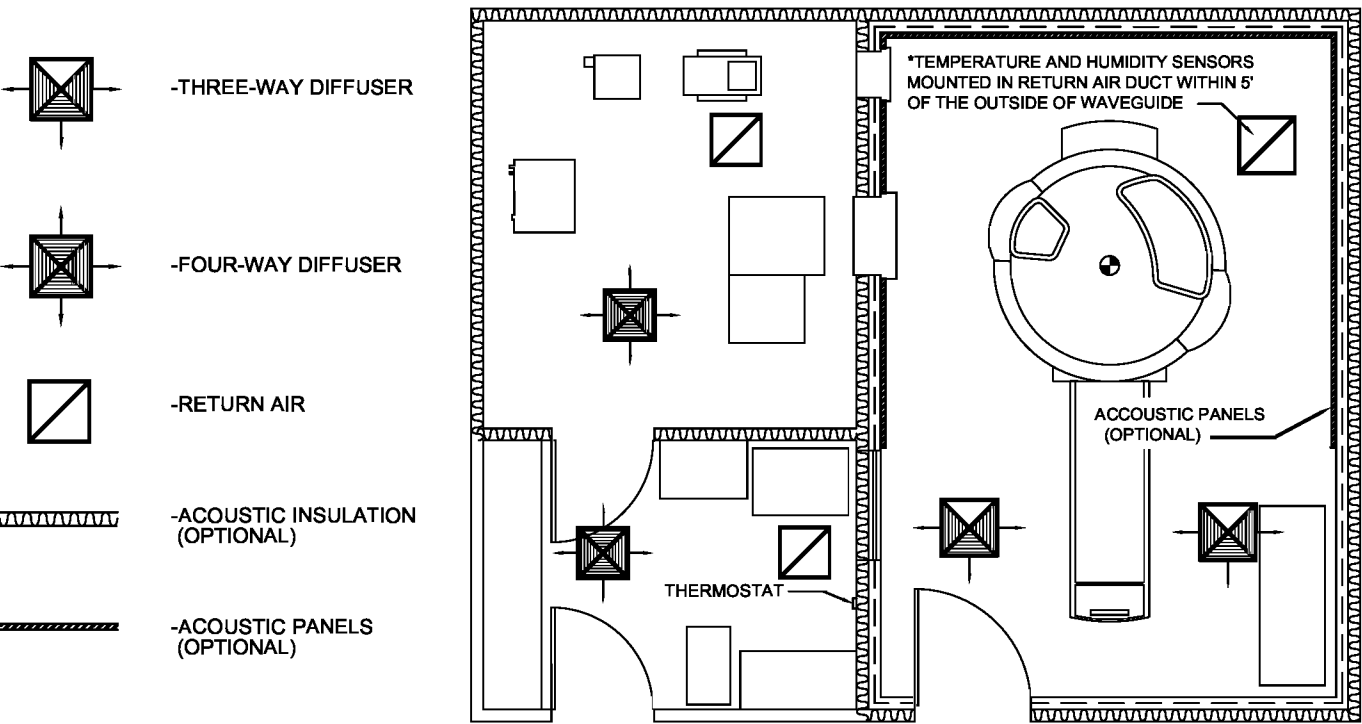 -THREE-WAY DIFFUSER
-FOUR-WAY DIFFUSER
-RETURN AIR
-ACOUSTIC INSULATION
(OPTIONAL)
-ACOUSTIC PANELS
(OPTIONAL)
*TEMPERATURE AND HUMIDITY SENSORS
MOUNTED IN RETURN AIR DUCT WITHIN 5'
OF THE OUTSIDE OF WAVEGUIDE
ACCOUSTIC PANELS
(OPTIONAL)
THERMOSTAT